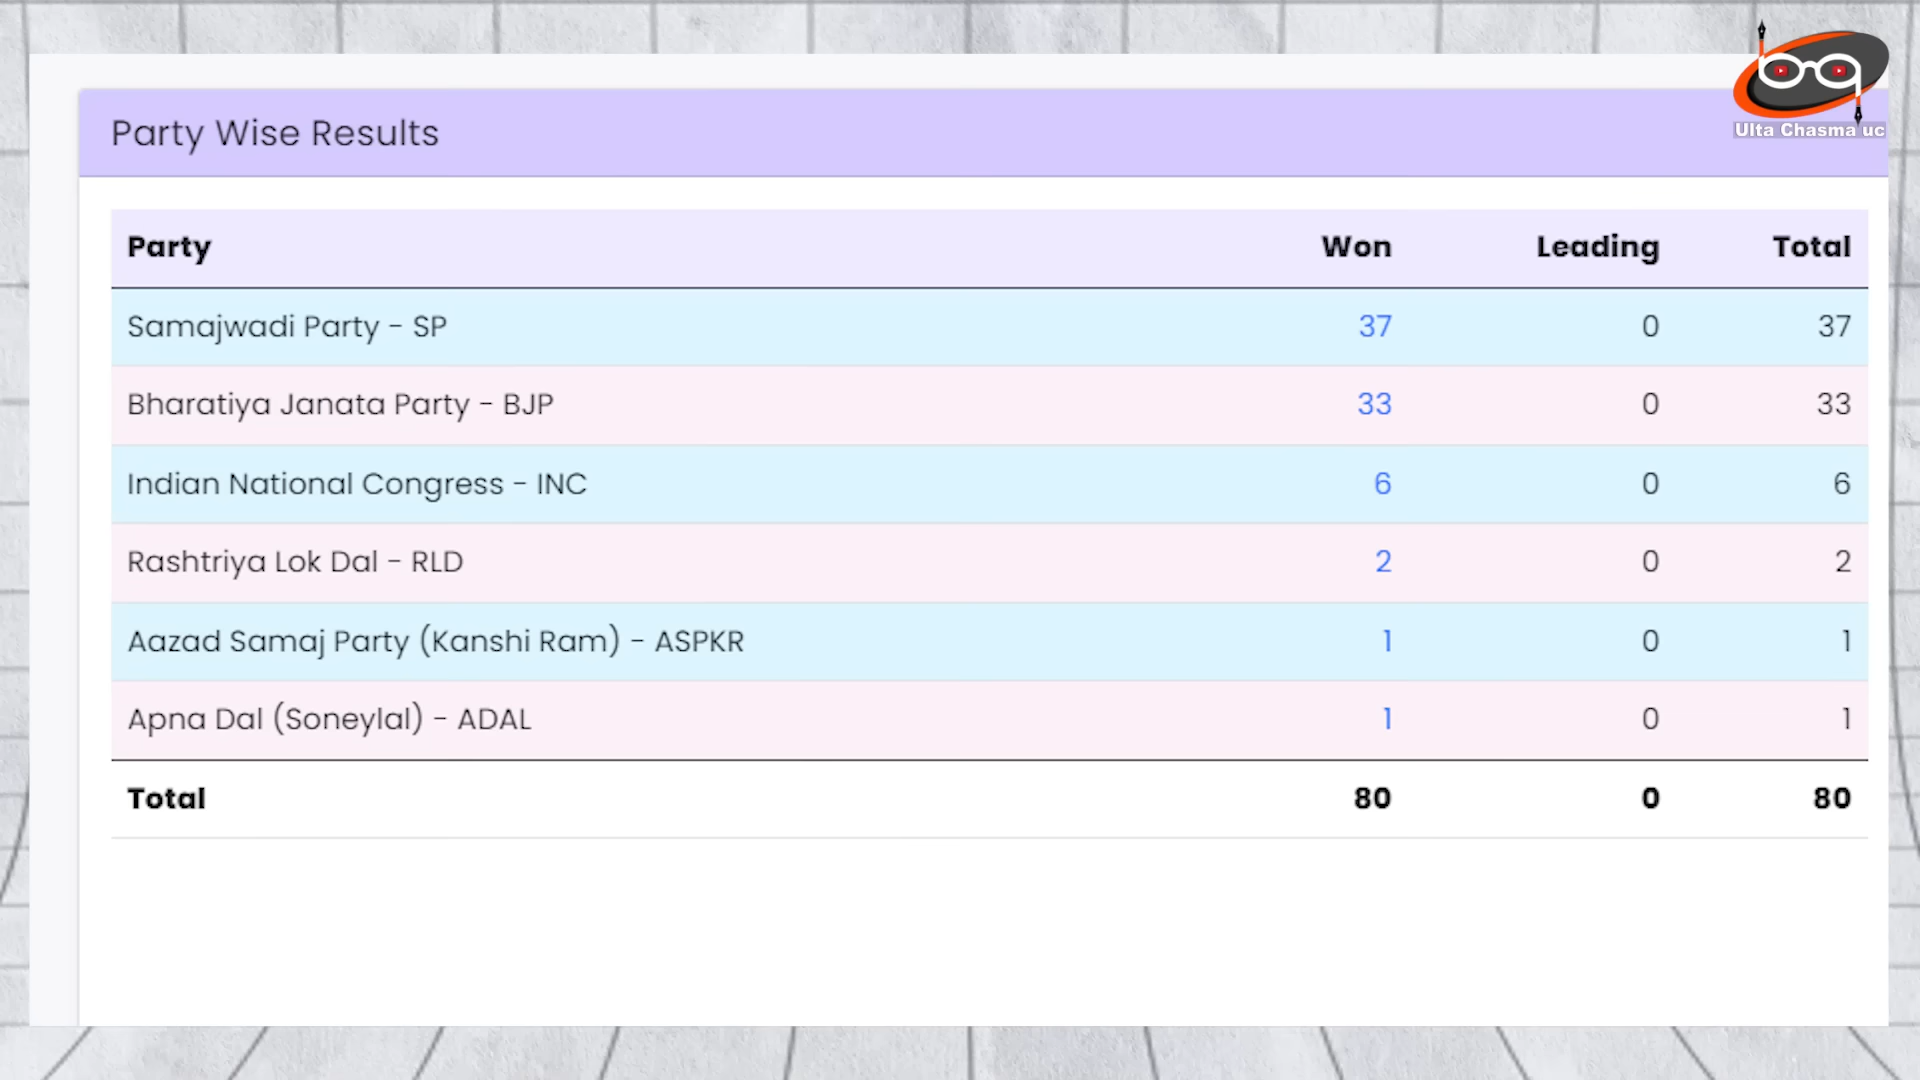 Ulta Chasma uc
Party Wise Results
Party Won Leading Total
Samajwadi Party - SP 37 0 37
Bharatiya Janata Party - BJP 33 0 33
Indian National Congress - INC 6 0 6
Rashtriya Lok Dal - RLD 2 0 2
Aazad Samaj Party (Kanshi Ram) - ASPKR 1 0 1
Apna Dal (Soneylal) - ADAL 1 0 1
Total 80 0 80